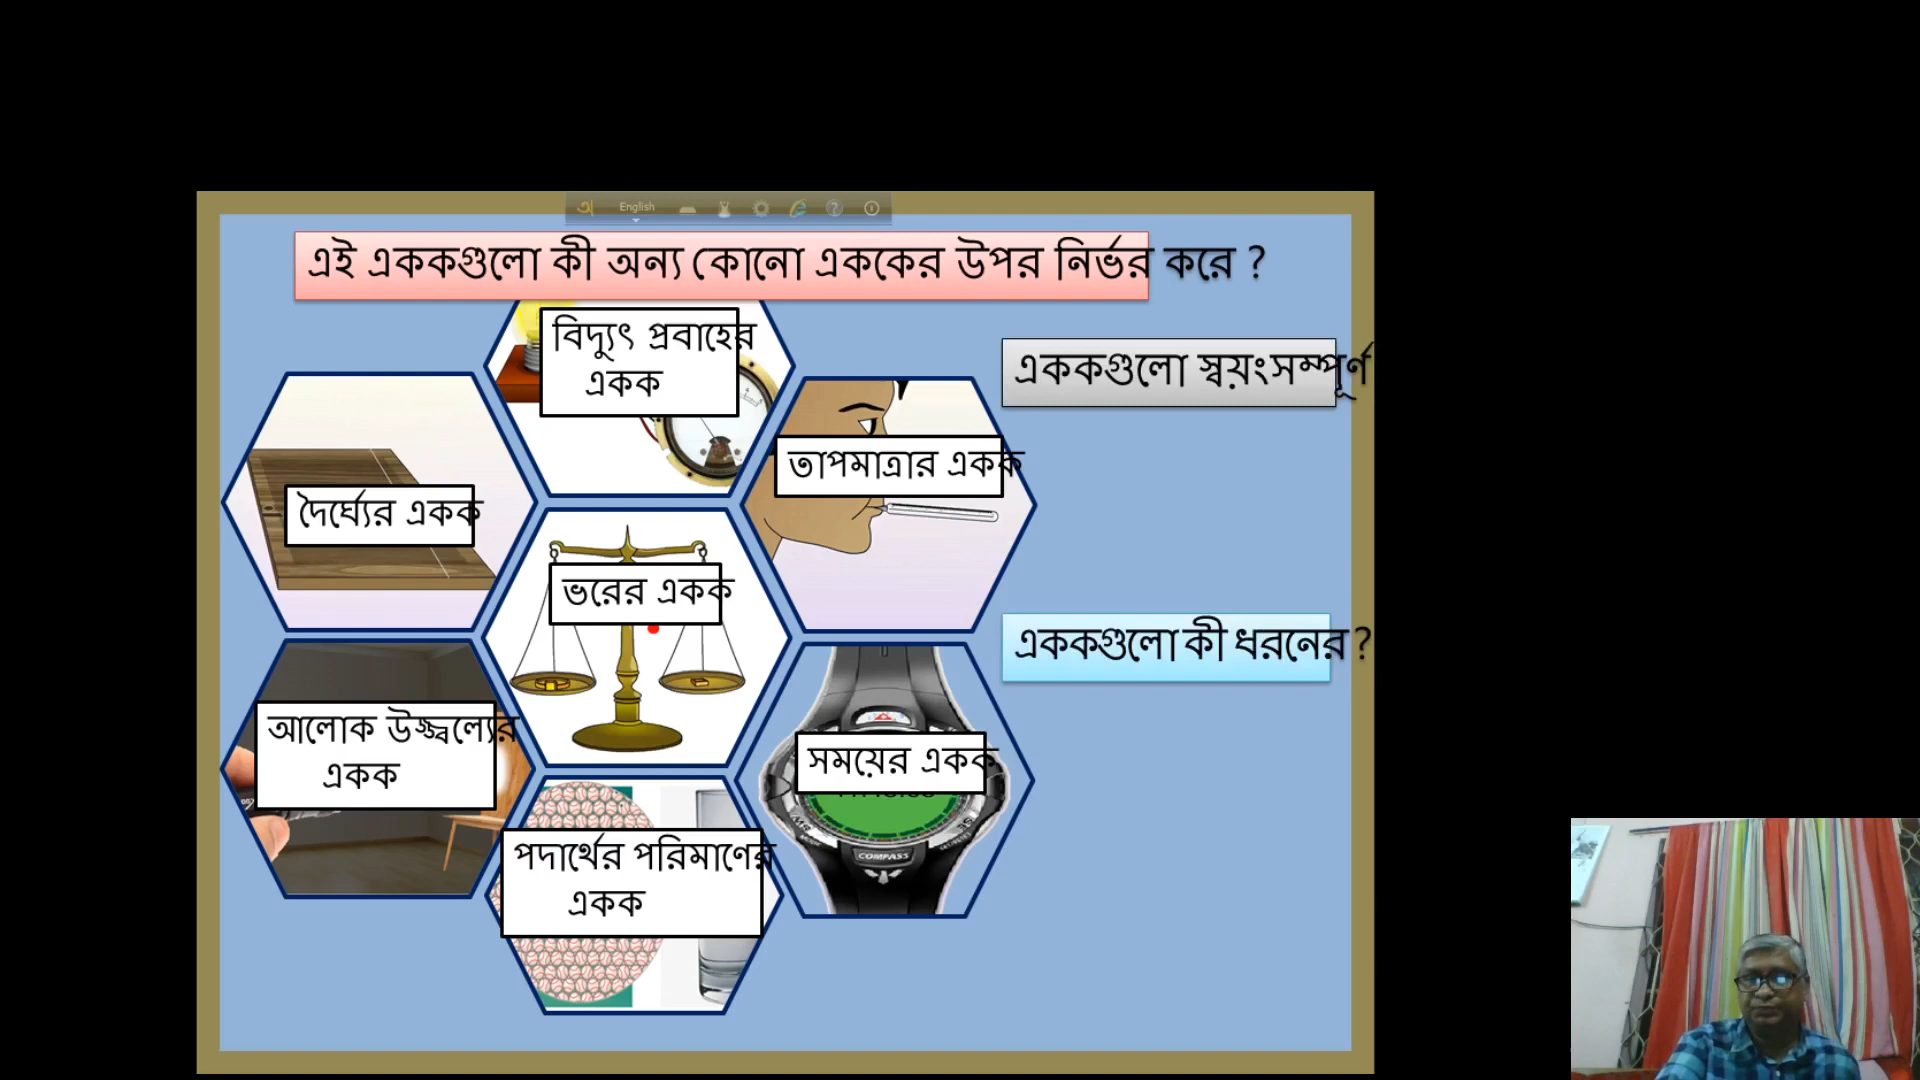 English
এই এককগুলো কী অন্য কোনো এককের উপর নির্ভর করে ?
বিদ্যুৎ প্রবাহের
একক
এককগুলো স্বয়ংসম্পূর্ণ
তাপমাত্রার একক
দৈর্ঘ্যের একক
ভরের একক
এককগুলো কী ধরনের ?
আলোক উজ্জ্বল্যের
একক
সময়ের একক
পদার্থের পরিমাণের
একক
COMPASS